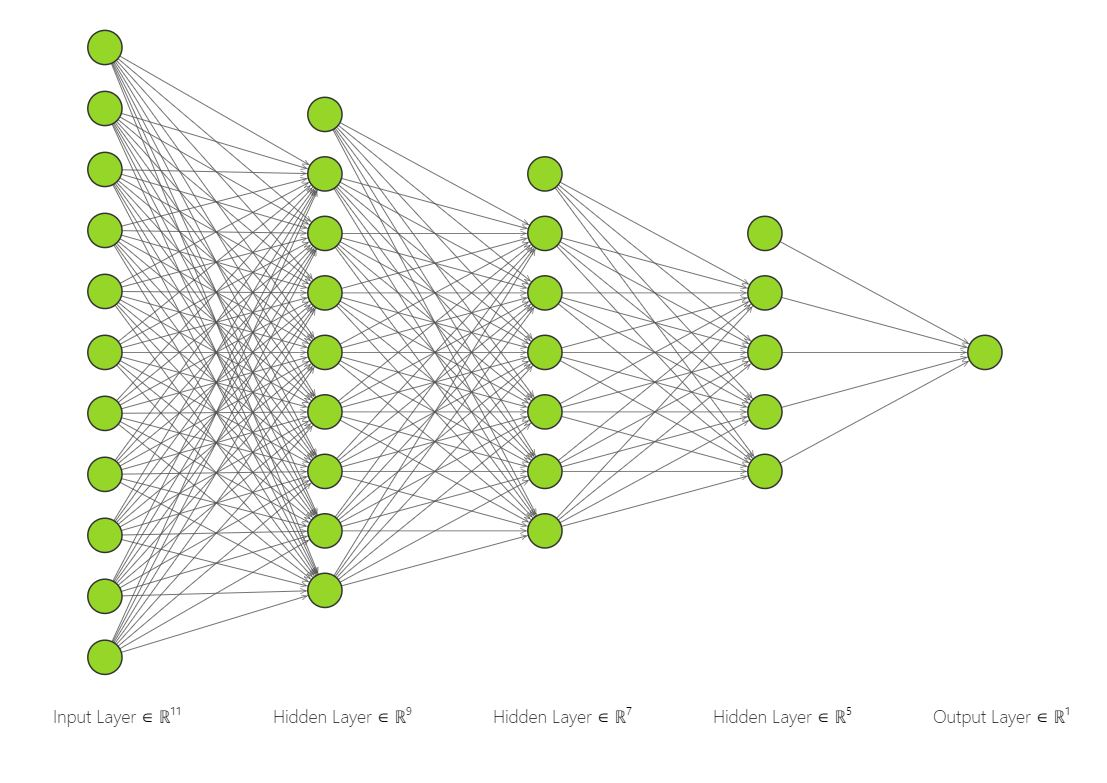 Input Layer ∈ ℝ¹¹
Hidden Layer ∈ ℝ⁹
Hidden Layer ∈ ℝ⁷
Hidden Layer ∈ ℝ⁵
Output Layer ∈ ℝ¹